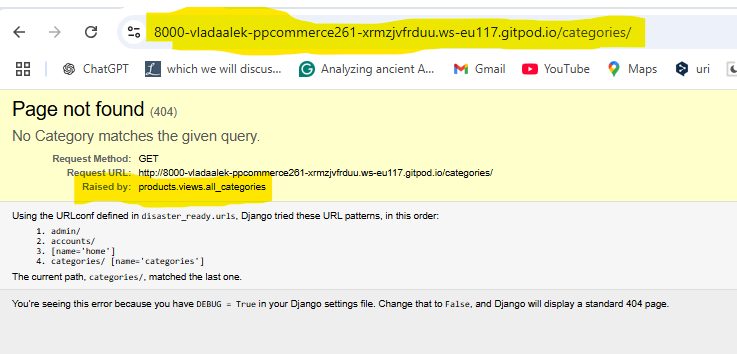 8000-vladaalek-ppcommerce261-xrmzjvfrduu.ws-eu117.gitpod.io/categories/
ChatGPT which we will discus... Analyzing ancient A... Gmail YouTube Maps uri
Page not found (404)
No Category matches the given query.
Request Method: GET
Request URL: http://8000-vladaalek-ppcommerce261-xrmzjvfrduu.ws-eu117.gitpod.io/categories/
Raised by: products.views.all_categories
Using the URLconf defined in disaster_ready.urls, Django tried these URL patterns, in this order:
1. admin/
2. accounts/
3. [name='home']
4. categories/ [name='categories']
The current path, categories/, matched the last one.
You're seeing this error because you have DEBUG = True in your Django settings file. Change that to False, and Django will display a standard 404 page.